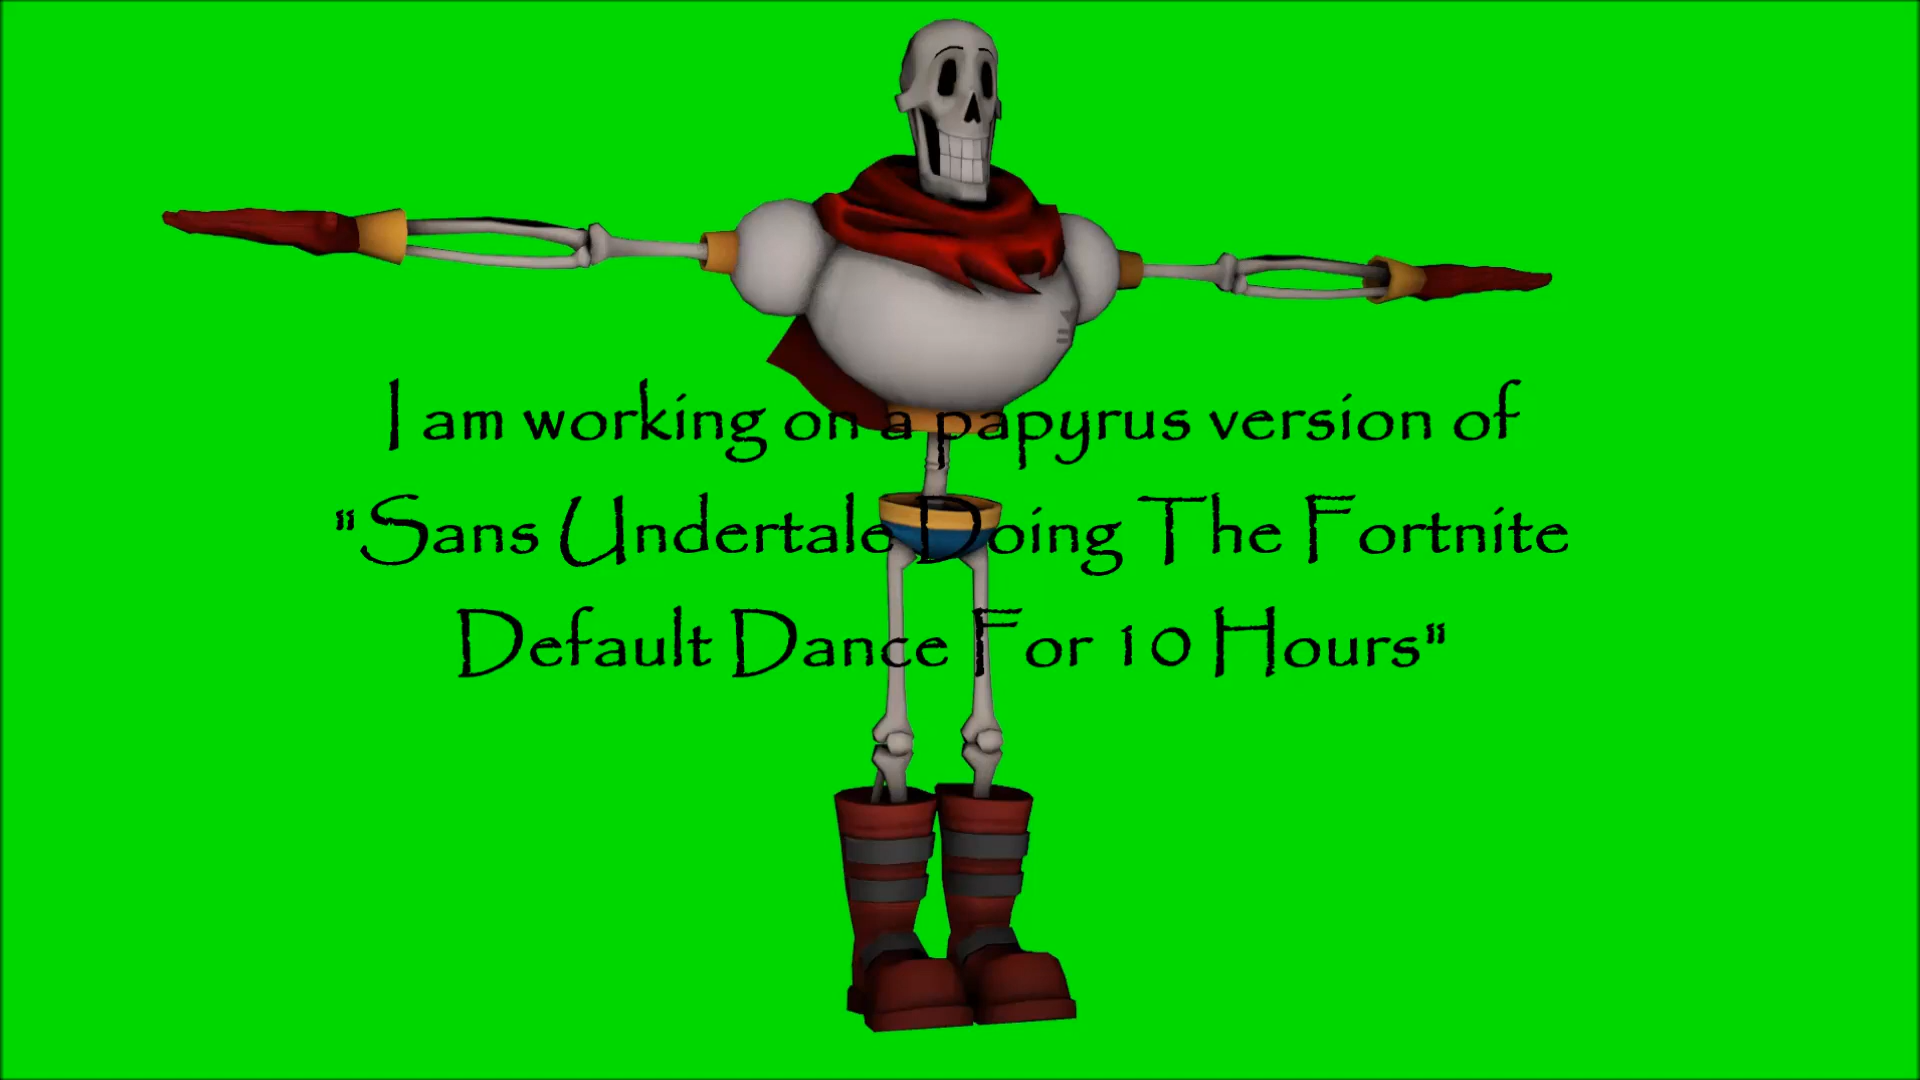 I am working on a papyrus version of
"Sans Undertale Doing The Fortnite
Default Dance For 10 Hours"